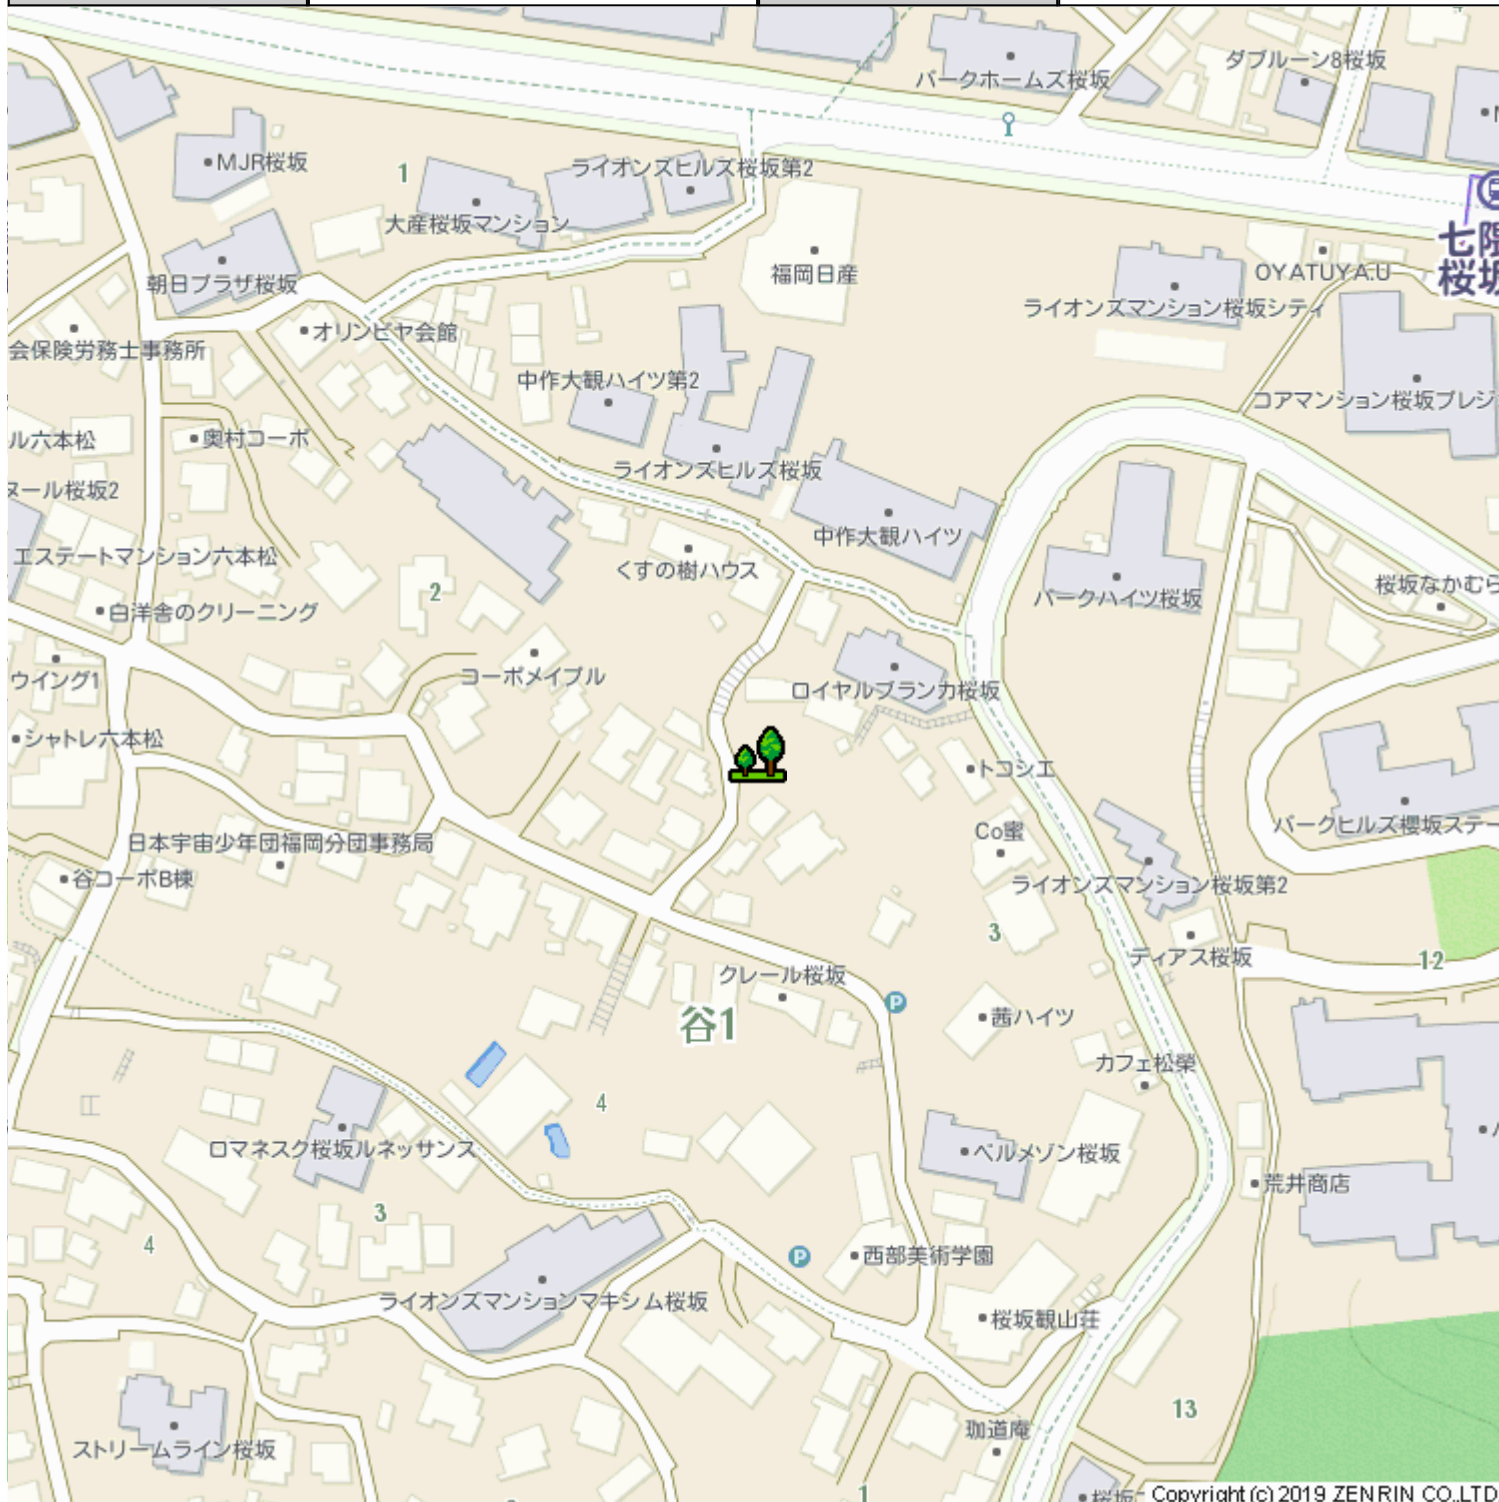 パークホームズ桜坂
ダブルーン8桜坂
MJR桜坂
1
ライオンズヒルズ桜坂第2
大産桜坂マンション
福岡日産
七隈
桜坂
OYATUYA.U
朝日プラザ桜坂
ライオンズマンション桜坂シティ
オリンピヤ会館
会保険労務士事務所
中作大観ハイツ第2
コアマンション桜坂プレジ
ル六本松
奥村コーポ
ライオンズヒルズ桜坂
ヌール桜坂2
中作大観ハイツ
エステートマンション六本松
くすの樹ハウス
2
パークハイツ桜坂
桜坂なかむら
白洋舎のクリーニング
ウイング1
コーポメイプル
ロイヤルブランカ桜坂
シャトレ六本松
トコシエ
Co蜜
パークヒルズ櫻坂ステー
日本宇宙少年団福岡分団事務局
谷コーポB棟
ライオンズマンション桜坂第2
3
ディアス桜坂
12
クレール桜坂
P
谷1
茜ハイツ
カフェ松榮
4
ロマネスク桜坂ルネッサンス
ベルメゾン桜坂
荒井商店
3
4
P
西部美術学園
ライオンズマンションマキシム桜坂
桜坂観山荘
13
珈道庵
ストリームライン桜坂
1
桜坂
Copyright (c) 2019 ZENRIN CO.,LTD